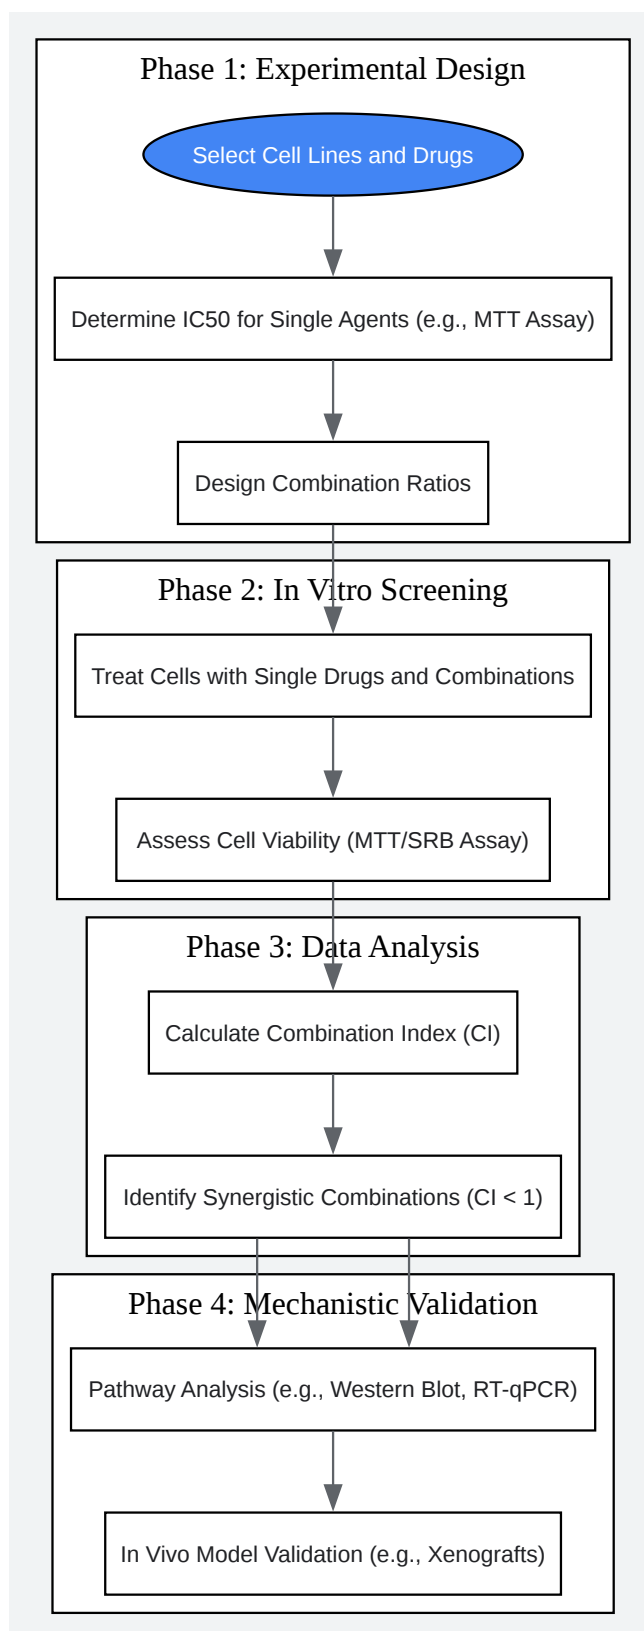 Phase 1: Experimental Design
Select Cell Lines and Drugs
Determine IC50 for Single Agents (e.g., MTT Assay)
Design Combination Ratios
Phase 2: In Vitro Screening
Treat Cells with Single Drugs and Combinations
Assess Cell Viability (MTT/SRB Assay)
Phase 3: Data Analysis
Calculate Combination Index (CI)
Identify Synergistic Combinations (CI < 1)
Phase 4: Mechanistic Validation
Pathway Analysis (e.g., Western Blot, RT-qPCR)
In Vivo Model Validation (e.g., Xenografts)